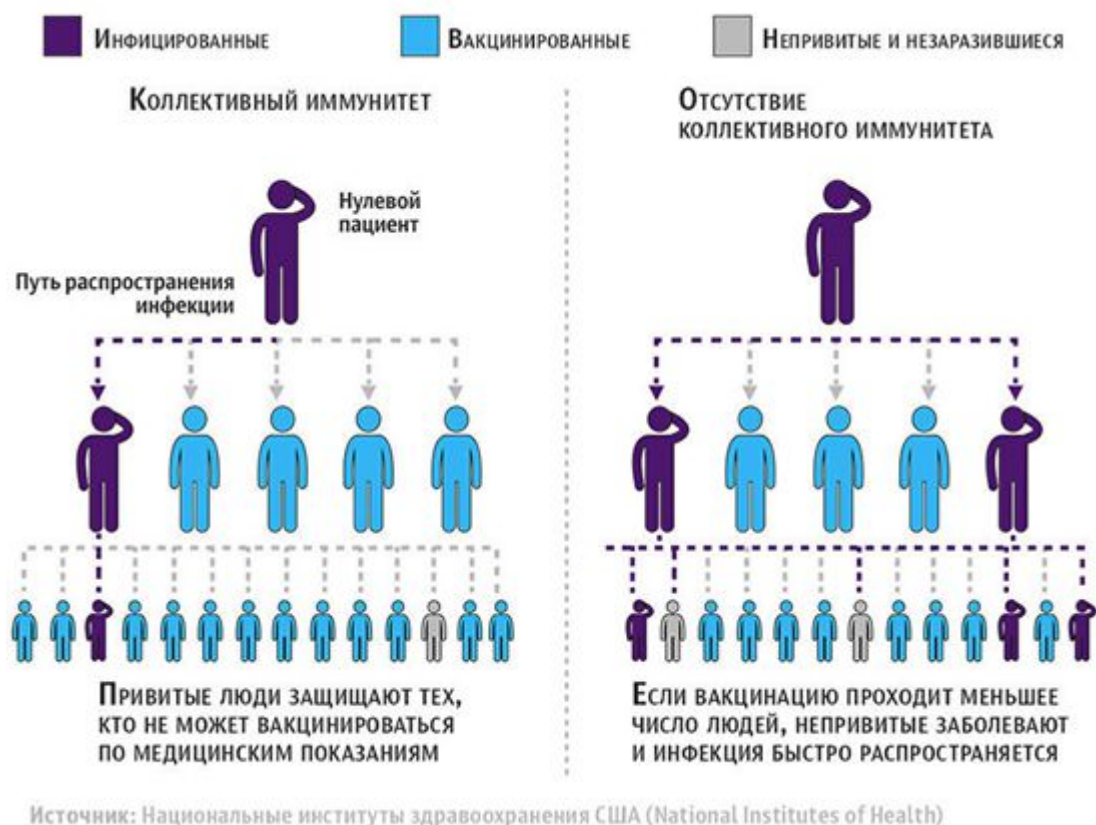 Инфицированные
Вакцинированные
Непривитые и незаразившиеся
Коллективный иммунитет
Отсутствие
коллективного иммунитета
Нулевой
пациент
Путь распространения
инфекции
Привитые люди защищают тех,
кто не может вакцинироваться
по медицинским показаниям
Если вакцинацию проходит меньшее
число людей, непривитые заболевают
и инфекция быстро распространяется
Источник: Национальные институты здравоохранения США (National Institutes of Health)